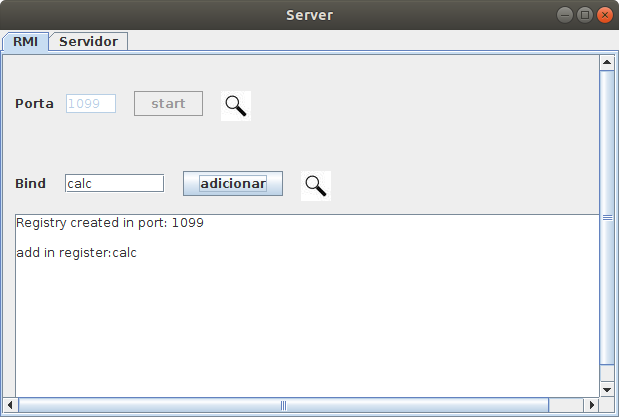 Server
RMI Servidor
Porta 1099 start
Bind calc adicionar
Registry created in port: 1099
add in register:calc